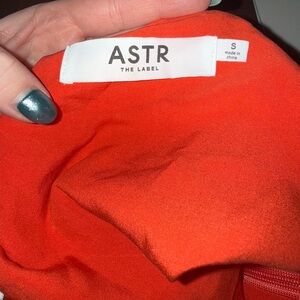 ASTR
THE LABEL
S
made in
china